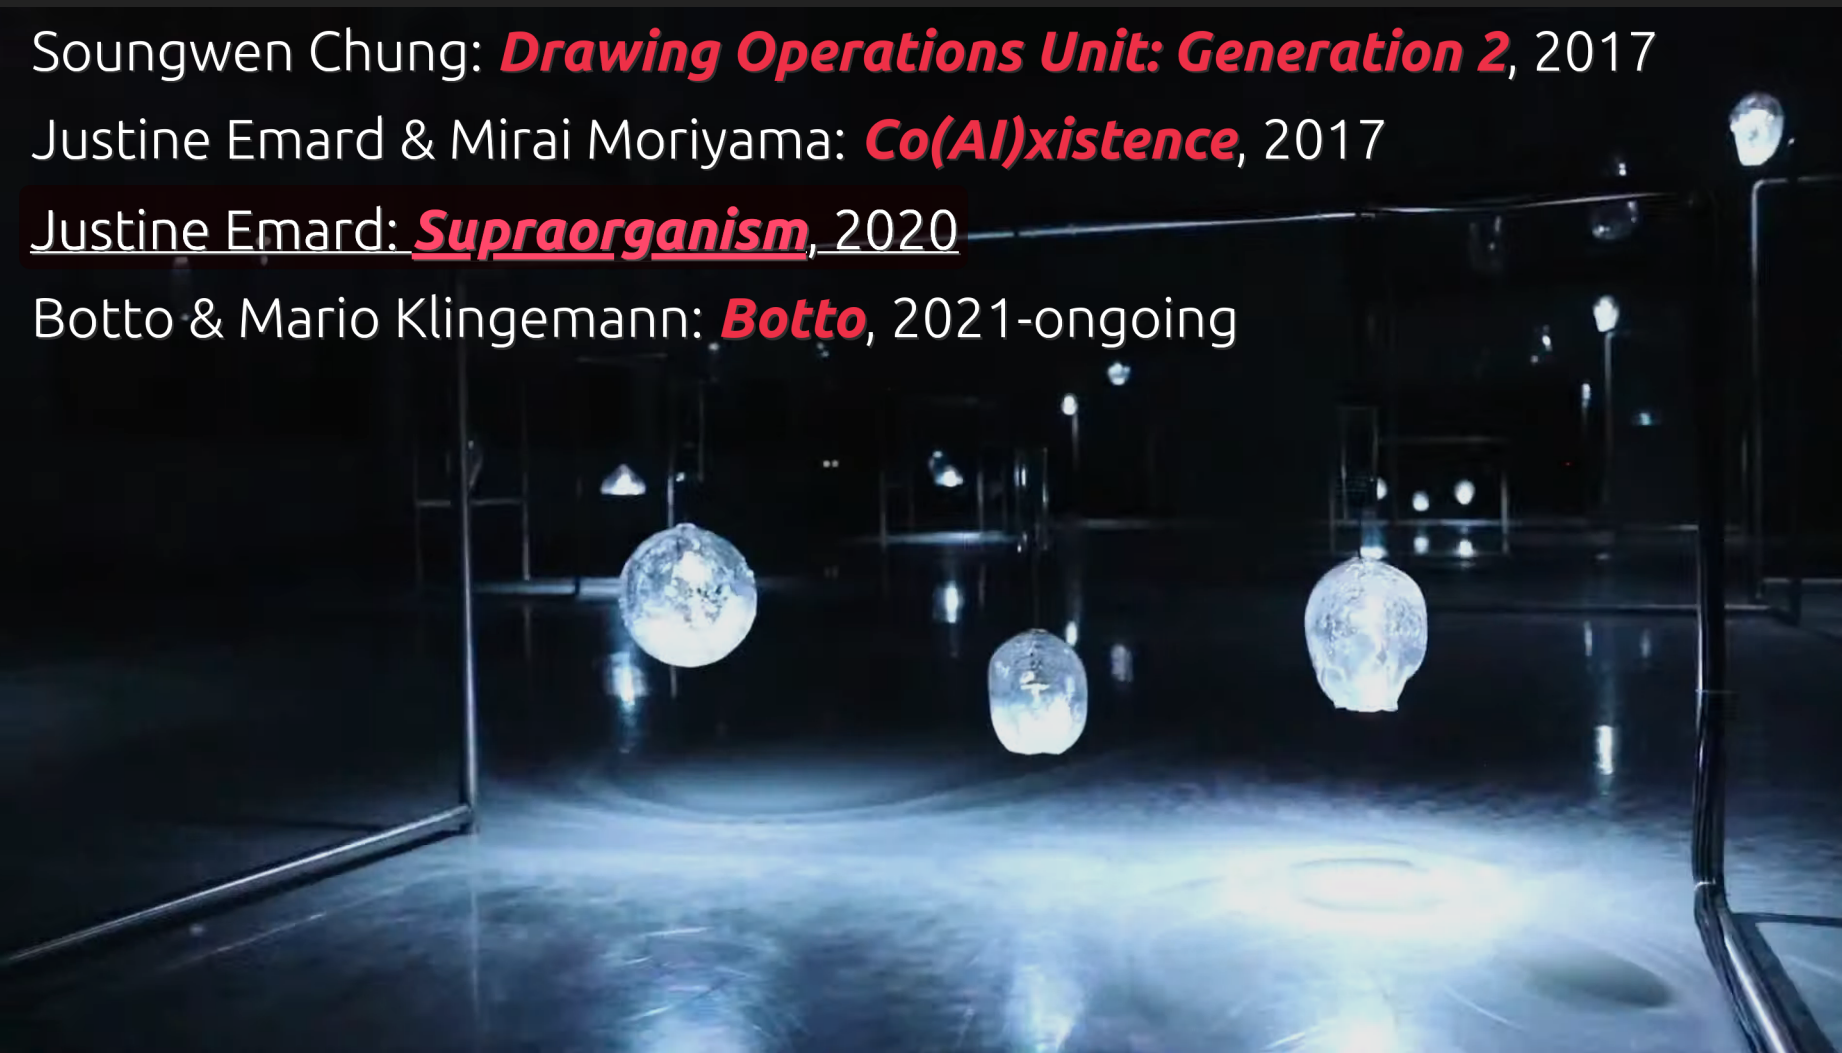 Soungwen Chung: Drawing Operations Unit: Generation 2, 2017
Justine Emard & Mirai Moriyama: Co(AI)xistence, 2017
Justine Emard: Supraorganism, 2020
Botto & Mario Klingemann: Botto, 2021-ongoing